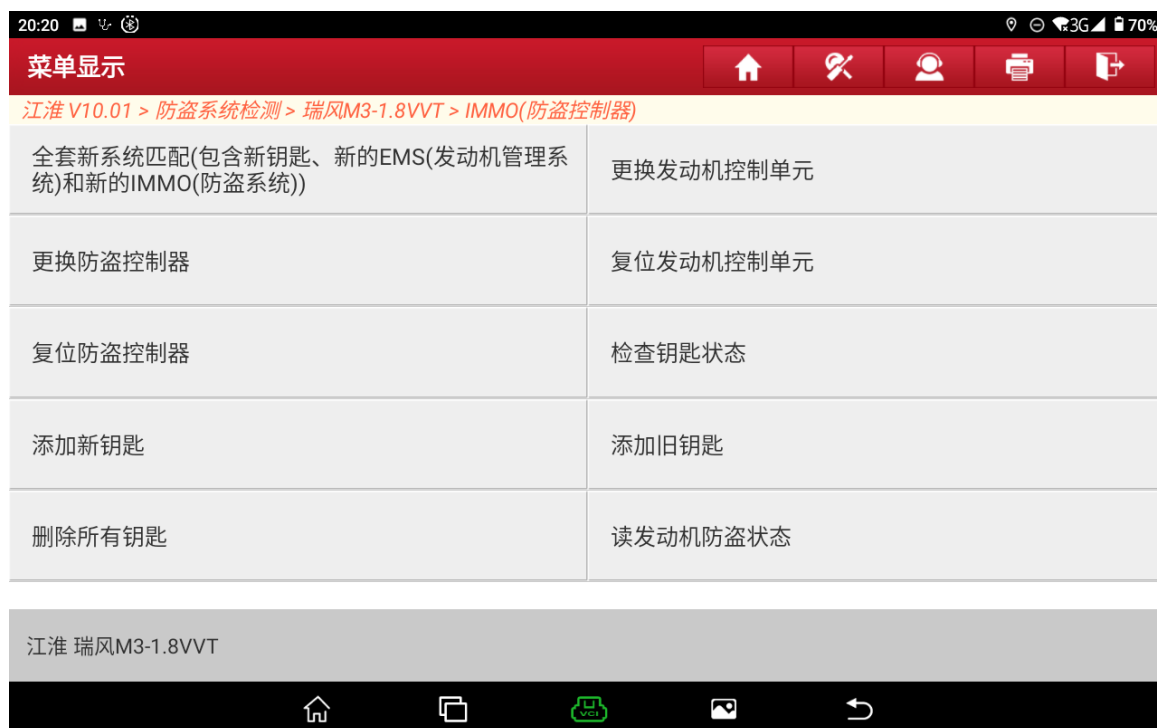 20:20
3G 70%
菜单显示
江淮 V10.01 > 防盗系统检测 > 瑞风M3-1.8VVT > IMMO(防盗控制器)
全套新系统匹配(包含新钥匙、新的EMS(发动机管理系
统)和新的IMMO(防盗系统))
更换发动机控制单元
更换防盗控制器
复位发动机控制单元
复位防盗控制器
检查钥匙状态
添加新钥匙
添加旧钥匙
删除所有钥匙
读发动机防盗状态
江淮 瑞风M3-1.8VVT
VCI